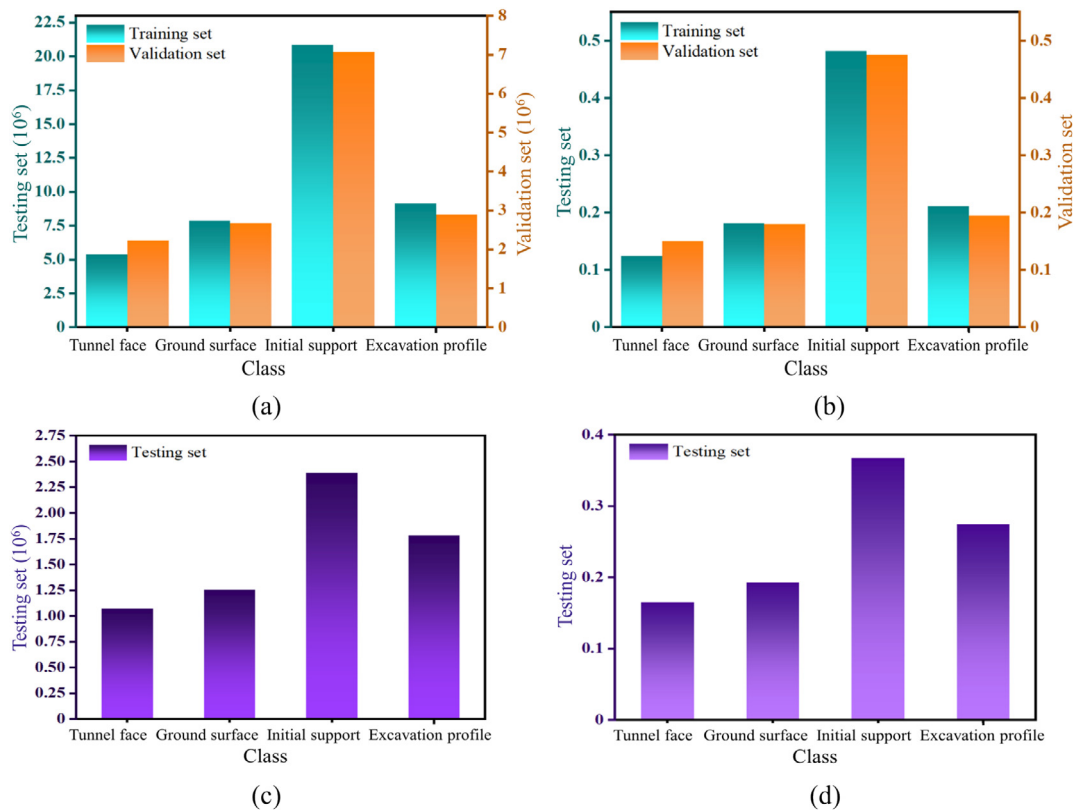 22.5
20.0
17.5
15.0
12.5
10.0
7.5
5.0
2.5
0
Testing set (10⁶)
Training set
Validation set
8
7
6
5
4
3
2
1
0
Validation set (10⁶)
Tunnel face Ground surface Initial support Excavation profile
Class
(a)
0.5
0.4
0.3
0.2
0.1
0
Testing set
Training set
Validation set
0.5
0.4
0.3
0.2
0.1
0
Validation set
Tunnel face Ground surface Initial support Excavation profile
Class
(b)
2.75
2.50
2.25
2.00
1.75
1.50
1.25
1.00
0.75
0.50
0.25
0
Testing set (10⁶)
Testing set
Tunnel face Ground surface Initial support Excavation profile
Class
(c)
0.4
0.3
0.2
0.1
0
Testing set
Testing set
Tunnel face Ground surface Initial support Excavation profile
Class
(d)